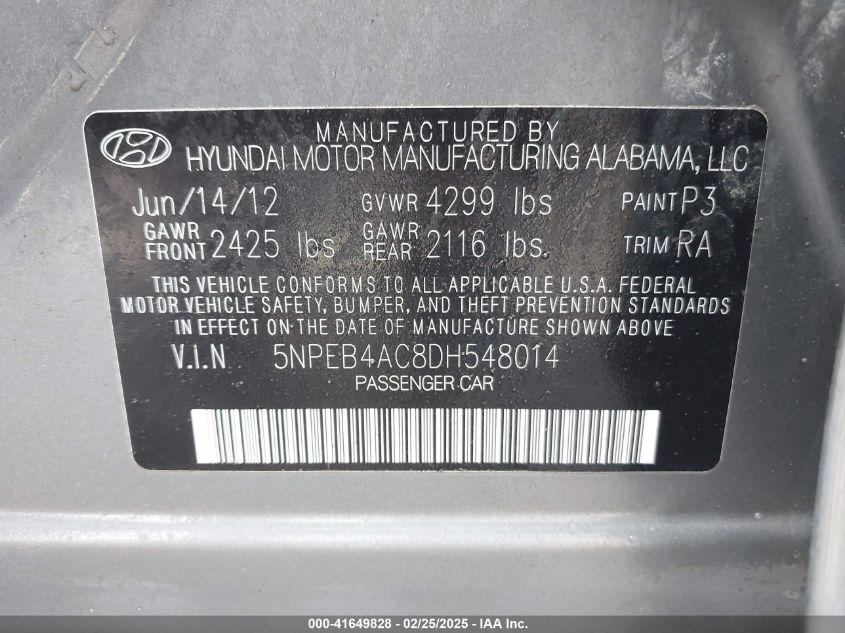 MANUFACTURED BY
HYUNDAI MOTOR MANUFACTURING ALABAMA, LLC
Jun/14/12 GVWR 4299 lbs PAINT P3
GAWR FRONT 2425 lbs GAWR REAR 2116 lbs. TRIM RA
THIS VEHICLE CONFORMS TO ALL APPLICABLE U.S.A. FEDERAL
MOTOR VEHICLE SAFETY, BUMPER, AND THEFT PREVENTION STANDARDS
IN EFFECT ON THE DATE OF MANUFACTURE SHOWN ABOVE.
V.I.N 5NPEB4AC8DH548014
PASSENGER CAR
000-41649828 - 02/25/2025 - IAA Inc.